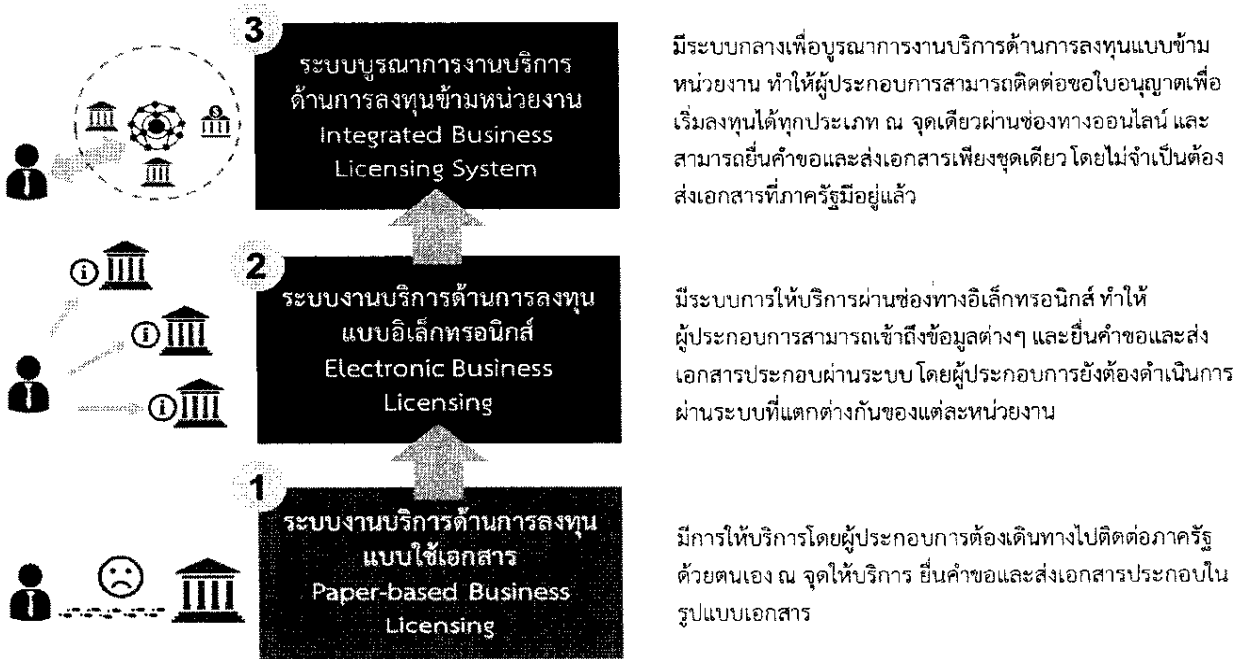 3
ระบบบูรณาการงานบริการ
ด้านการลงทุนข้ามหน่วยงาน
Integrated Business
Licensing System
มีระบบกลางเพื่อบูรณาการงานบริการด้านการลงทุนแบบข้าม
หน่วยงาน ทำให้ผู้ประกอบการสามารถติดต่อขอใบอนุญาตเพื่อ
เริ่มลงทุนได้ทุกประเภท ณ จุดเดียวผ่านช่องทางออนไลน์ และ
สามารถยื่นคำขอและส่งเอกสารเพียงชุดเดียว โดยไม่จำเป็นต้อง
ส่งเอกสารที่ภาครัฐมีอยู่แล้ว
2
ระบบงานบริการด้านการลงทุน
แบบอิเล็กทรอนิกส์
Electronic Business
Licensing
มีระบบการให้บริการผ่านช่องทางอิเล็กทรอนิกส์ ทำให้
ผู้ประกอบการสามารถเข้าถึงข้อมูลต่างๆ และยื่นคำขอและส่ง
เอกสารประกอบผ่านระบบ โดยผู้ประกอบการยังต้องดำเนินการ
ผ่านระบบที่แตกต่างกันของแต่ละหน่วยงาน
1
ระบบงานบริการด้านการลงทุน
แบบใช้เอกสาร
Paper-based Business
Licensing
มีการให้บริการโดยผู้ประกอบการต้องเดินทางไปติดต่อภาครัฐ
ด้วยตนเอง ณ จุดให้บริการ ยื่นคำขอและส่งเอกสารประกอบใน
รูปแบบเอกสาร